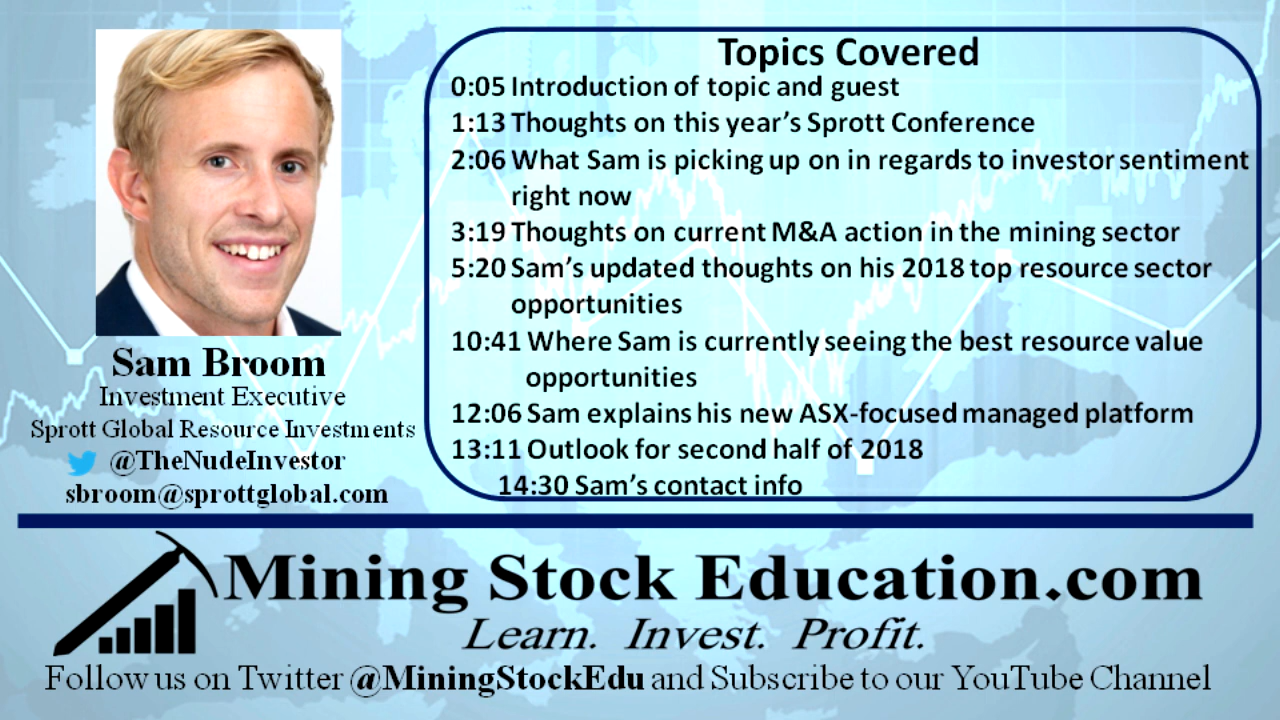 Topics Covered
0:05 Introduction of topic and guest
1:13 Thoughts on this year's Sprott Conference
2:06 What Sam is picking up on in regards to investor sentiment
right now
3:19 Thoughts on current M&A action in the mining sector
5:20 Sam's updated thoughts on his 2018 top resource sector
opportunities
10:41 Where Sam is currently seeing the best resource value
opportunities
12:06 Sam explains his new ASX-focused managed platform
13:11 Outlook for second half of 2018
14:30 Sam's contact info
Sam Broom
Investment Executive
Sprott Global Resource Investments
@TheNudeInvestor
sbroom@sprottglobal.com
Mining Stock Education.com
Learn. Invest. Profit.
Follow us on Twitter @MiningStockEdu and Subscribe to our YouTube Channel